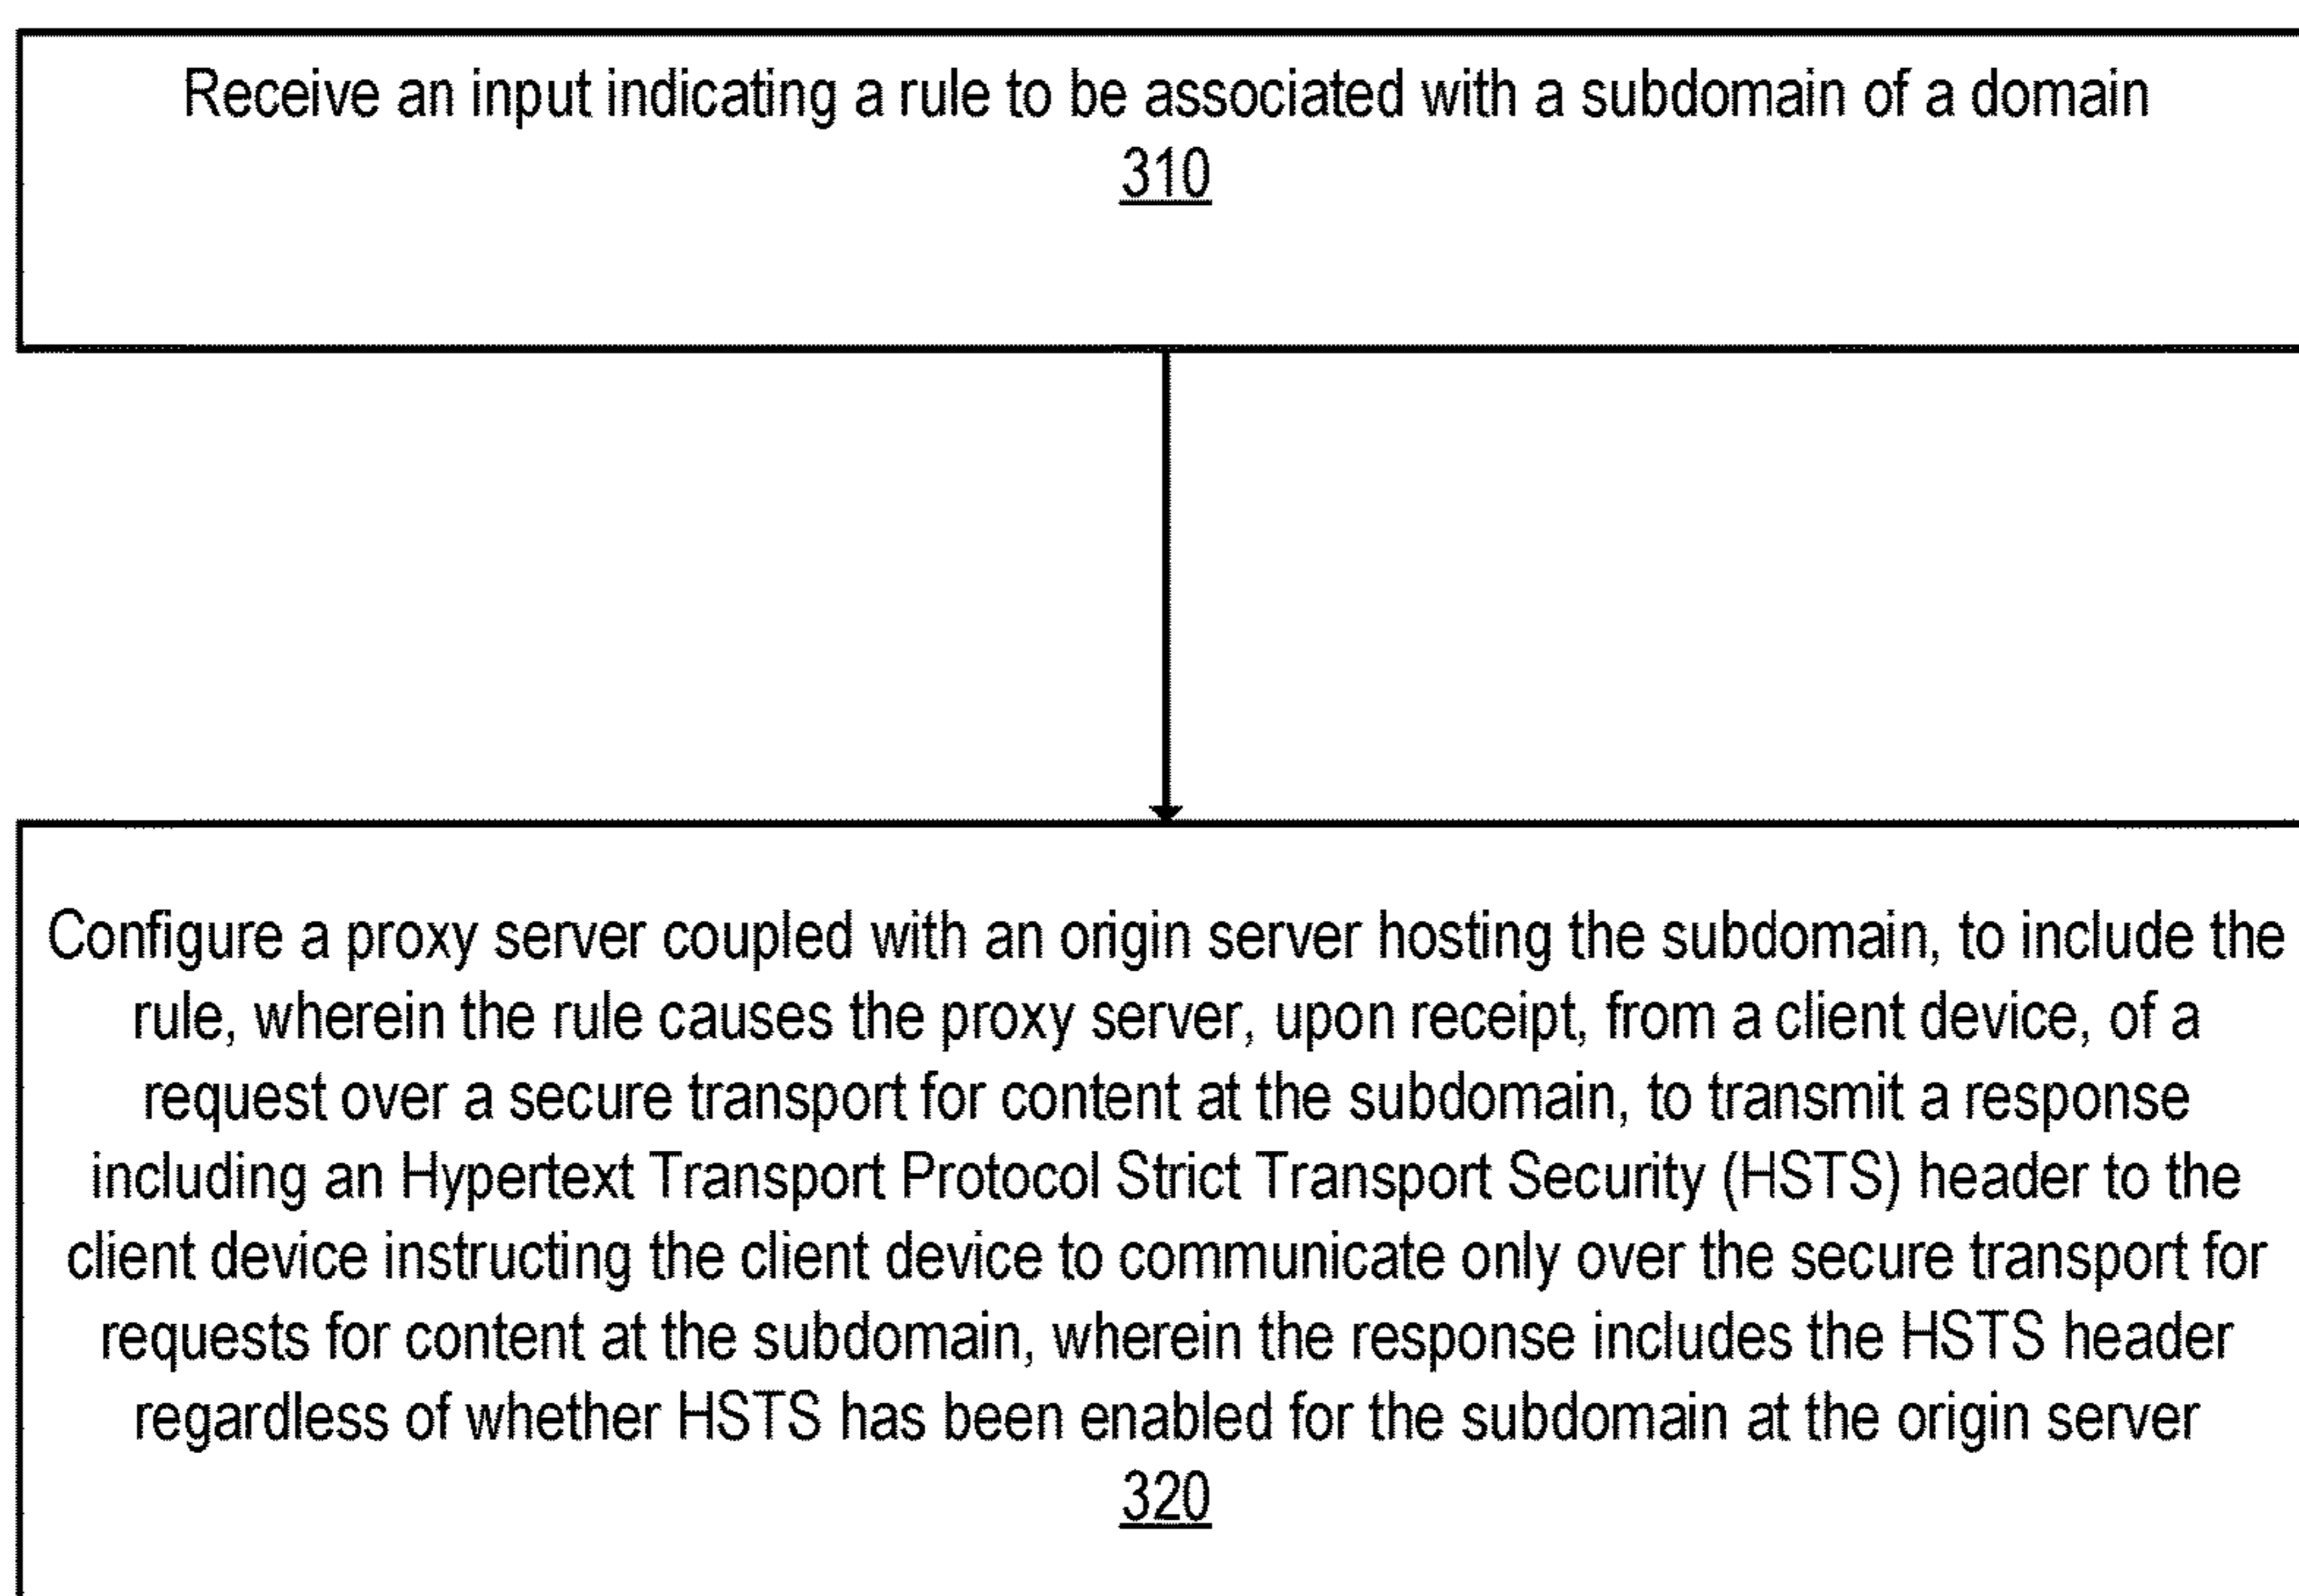 Receive an input indicating a rule to be associated with a subdomain of a domain
310
Configure a proxy server coupled with an origin server hosting the subdomain, to include the
rule, wherein the rule causes the proxy server, upon receipt, from a client device, of a
request over a secure transport for content at the subdomain, to transmit a response
including an Hypertext Transport Protocol Strict Transport Security (HSTS) header to the
client device instructing the client device to communicate only over the secure transport for
requests for content at the subdomain, wherein the response includes the HSTS header
regardless of whether HSTS has been enabled for the subdomain at the origin server
320